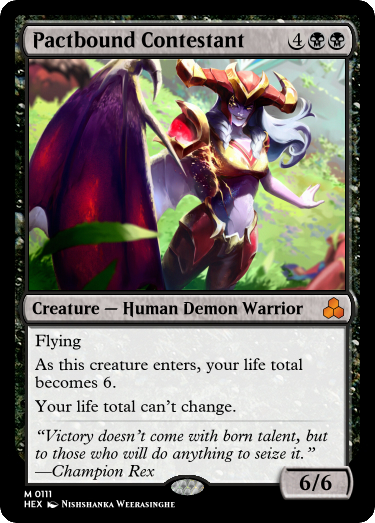 Pactbound Contestant 4
Creature — Human Demon Warrior
Flying
As this creature enters, your life total
becomes 6.
Your life total can't change.
“Victory doesn't come with born talent, but
to those who will do anything to seize it.”
—Champion Rex
6/6
M 0111
HEX Nishshanka Weerasinghe